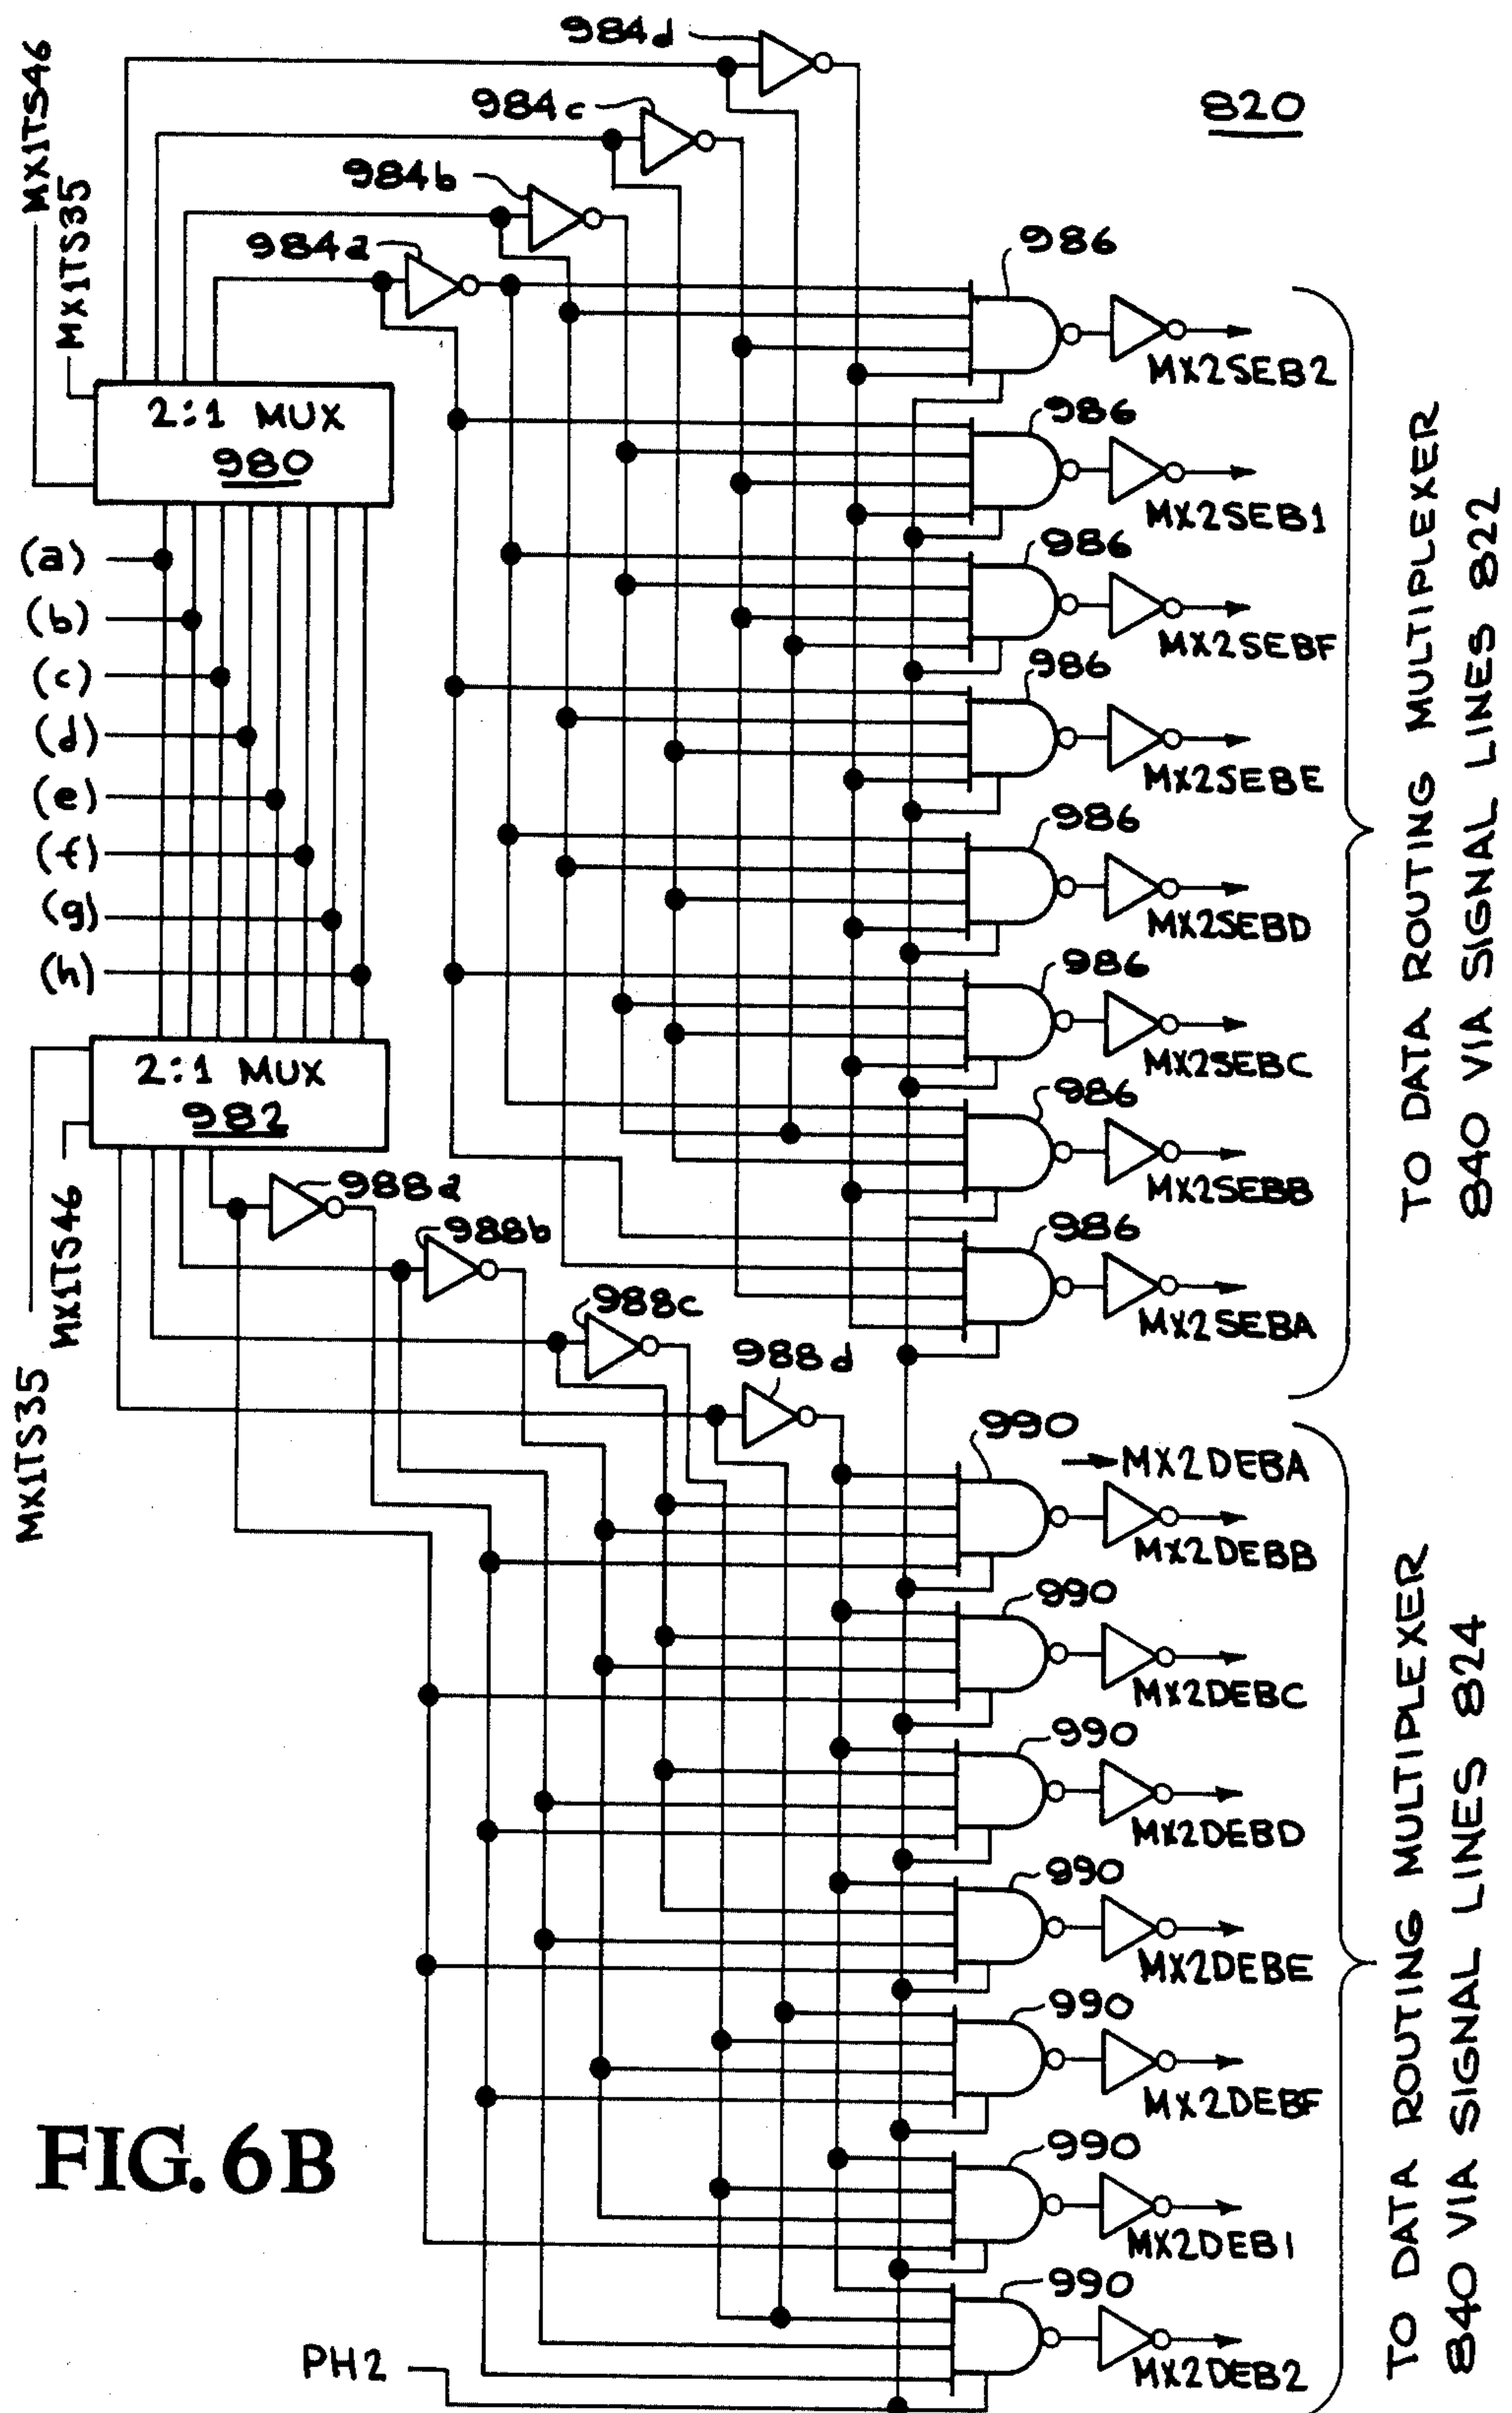 984d
820
984c
984b
984a
MX1TS46
MX1TS35
2:1 MUX
980
986
MX2SEB2
986
MX2SEB1
986
MX2SEBF
986
MX2SEBE
986
MX2SEBD
986
MX2SEBC
986
MX2SEBB
986
MX2SEBA
TO DATA ROUTING MULTIPLEXER
840 VIA SIGNAL LINES 822
(a)
(b)
(c)
(d)
(e)
(f)
(g)
(h)
2:1 MUX
982
MX1TS35
MX1TS46
988a
988b
988c
988d
990
MX2DEBA
MX2DEBB
990
MX2DEBC
990
MX2DEBD
990
MX2DEBE
990
MX2DEBF
990
MX2DEB1
990
MX2DEB2
TO DATA ROUTING MULTIPLEXER
840 VIA SIGNAL LINES 824
PH2
FIG. 6B